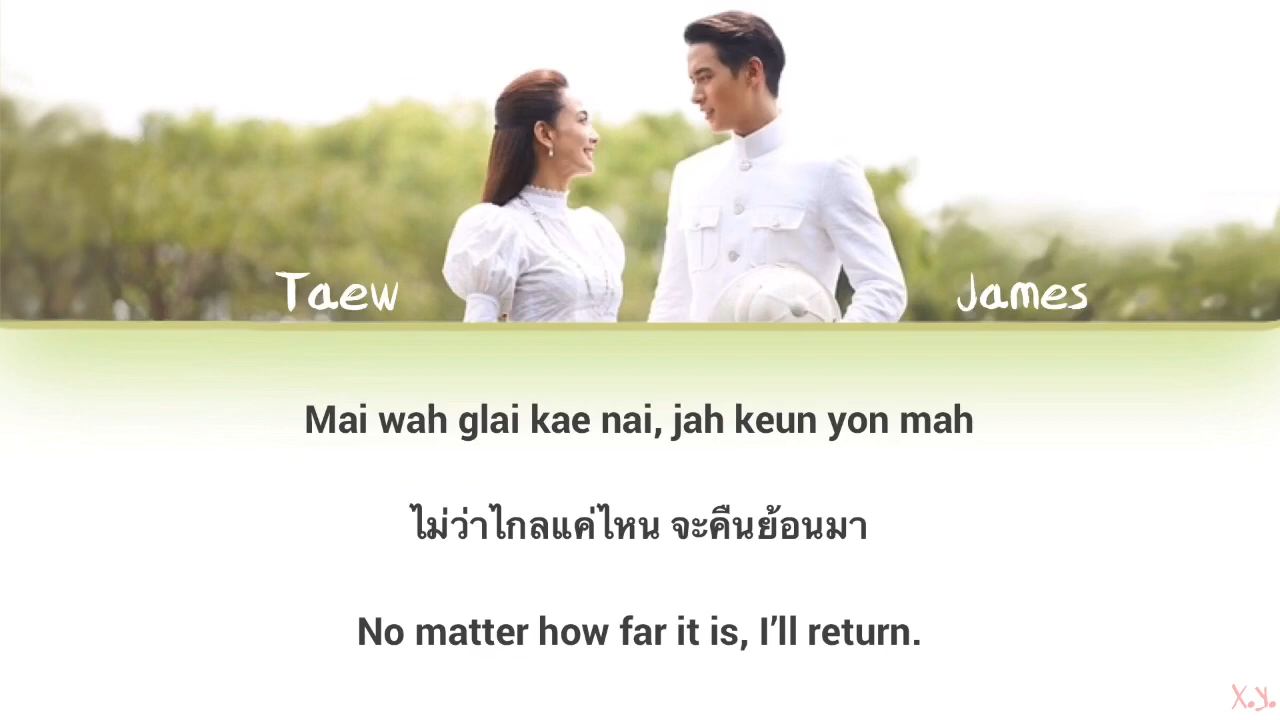 Taew James
Mai wah glai kae nai, jah keun yon mah
ไม่ว่าไกลแค่ไหน จะคืนย้อนมา
No matter how far it is, I’ll return.
X.y.